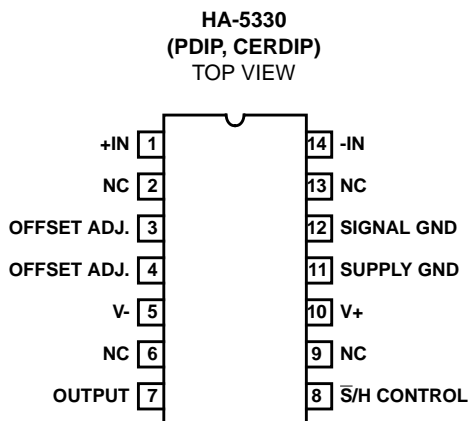 HA-5330
(PDIP, CERDIP)
TOP VIEW
+IN 1 14 -IN
NC 2 13 NC
OFFSET ADJ. 3 12 SIGNAL GND
OFFSET ADJ. 4 11 SUPPLY GND
V- 5 10 V+
NC 6 9 NC
OUTPUT 7 8 S̅/H CONTROL